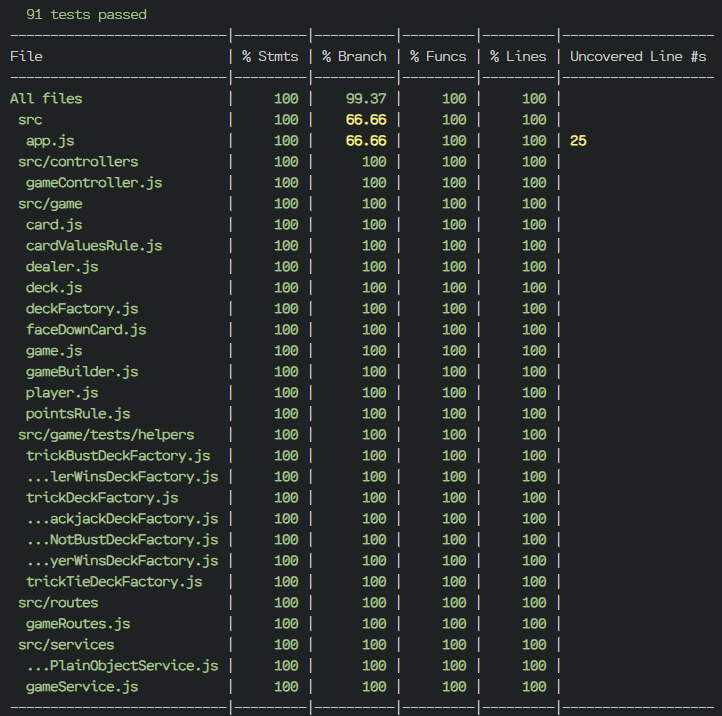 91 tests passed
---------------------------|---------|----------|---------|---------|-------------------
File                       | % Stmts | % Branch | % Funcs | % Lines | Uncovered Line #s
---------------------------|---------|----------|---------|---------|-------------------
All files                  |     100 |    99.37 |     100 |     100 |
 src                       |     100 |    66.66 |     100 |     100 |
  app.js                   |     100 |    66.66 |     100 |     100 | 25
 src/controllers           |     100 |      100 |     100 |     100 |
  gameController.js        |     100 |      100 |     100 |     100 |
 src/game                  |     100 |      100 |     100 |     100 |
  card.js                  |     100 |      100 |     100 |     100 |
  cardValuesRule.js        |     100 |      100 |     100 |     100 |
  dealer.js                |     100 |      100 |     100 |     100 |
  deck.js                  |     100 |      100 |     100 |     100 |
  deckFactory.js           |     100 |      100 |     100 |     100 |
  faceDownCard.js          |     100 |      100 |     100 |     100 |
  game.js                  |     100 |      100 |     100 |     100 |
  gameBuilder.js           |     100 |      100 |     100 |     100 |
  player.js                |     100 |      100 |     100 |     100 |
  pointsRule.js            |     100 |      100 |     100 |     100 |
 src/game/tests/helpers    |     100 |      100 |     100 |     100 |
  trickBustDeckFactory.js  |     100 |      100 |     100 |     100 |
  ...lerWinsDeckFactory.js |     100 |      100 |     100 |     100 |
  trickDeckFactory.js      |     100 |      100 |     100 |     100 |
  ...ackjackDeckFactory.js |     100 |      100 |     100 |     100 |
  ...NotBustDeckFactory.js |     100 |      100 |     100 |     100 |
  ...yerWinsDeckFactory.js |     100 |      100 |     100 |     100 |
  trickTieDeckFactory.js   |     100 |      100 |     100 |     100 |
 src/routes                |     100 |      100 |     100 |     100 |
  gameRoutes.js            |     100 |      100 |     100 |     100 |
 src/services              |     100 |      100 |     100 |     100 |
  ...PlainObjectService.js |     100 |      100 |     100 |     100 |
  gameService.js           |     100 |      100 |     100 |     100 |
---------------------------|---------|----------|---------|---------|-------------------